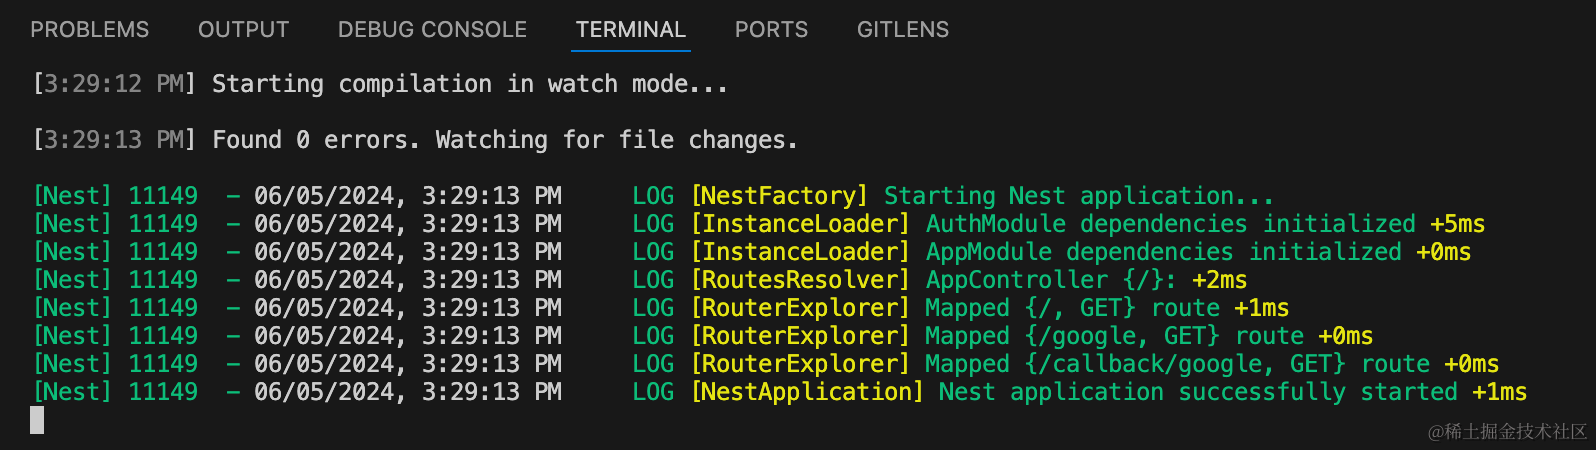 PROBLEMS OUTPUT DEBUG CONSOLE TERMINAL PORTS GITLENS
[3:29:12 PM] Starting compilation in watch mode...
[3:29:13 PM] Found 0 errors. Watching for file changes.
[Nest] 11149  - 06/05/2024, 3:29:13 PM     LOG [NestFactory] Starting Nest application...
[Nest] 11149  - 06/05/2024, 3:29:13 PM     LOG [InstanceLoader] AuthModule dependencies initialized +5ms
[Nest] 11149  - 06/05/2024, 3:29:13 PM     LOG [InstanceLoader] AppModule dependencies initialized +0ms
[Nest] 11149  - 06/05/2024, 3:29:13 PM     LOG [RoutesResolver] AppController {/}: +2ms
[Nest] 11149  - 06/05/2024, 3:29:13 PM     LOG [RouterExplorer] Mapped {/, GET} route +1ms
[Nest] 11149  - 06/05/2024, 3:29:13 PM     LOG [RouterExplorer] Mapped {/google, GET} route +0ms
[Nest] 11149  - 06/05/2024, 3:29:13 PM     LOG [RouterExplorer] Mapped {/callback/google, GET} route +0ms
[Nest] 11149  - 06/05/2024, 3:29:13 PM     LOG [NestApplication] Nest application successfully started +1ms
@稀土掘金技术社区